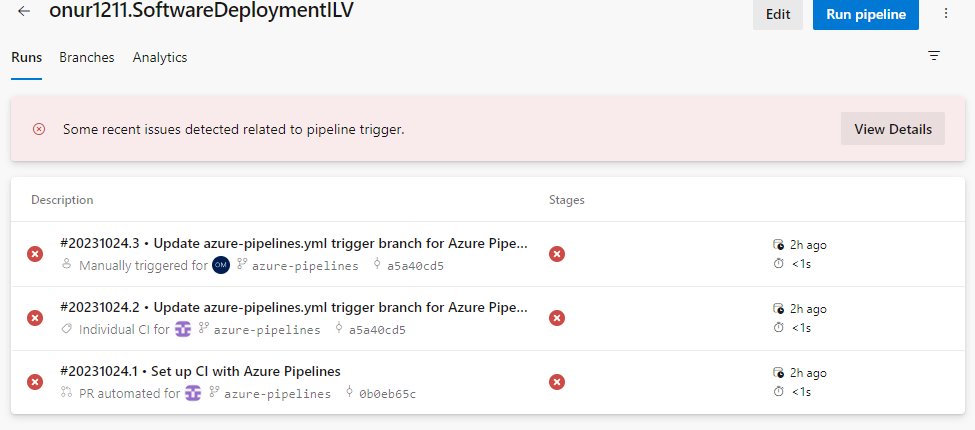 onur1211.SoftwareDeploymentILV
Edit
Run pipeline
Runs
Branches
Analytics
Some recent issues detected related to pipeline trigger.
View Details
Description
Stages
#20231024.3 • Update azure-pipelines.yml trigger branch for Azure Pipe...
2h ago
Manually triggered for OM azure-pipelines a5a40cd5
<1s
#20231024.2 • Update azure-pipelines.yml trigger branch for Azure Pipe...
2h ago
Individual CI for azure-pipelines a5a40cd5
<1s
#20231024.1 • Set up CI with Azure Pipelines
2h ago
PR automated for azure-pipelines 0b0eb65c
<1s